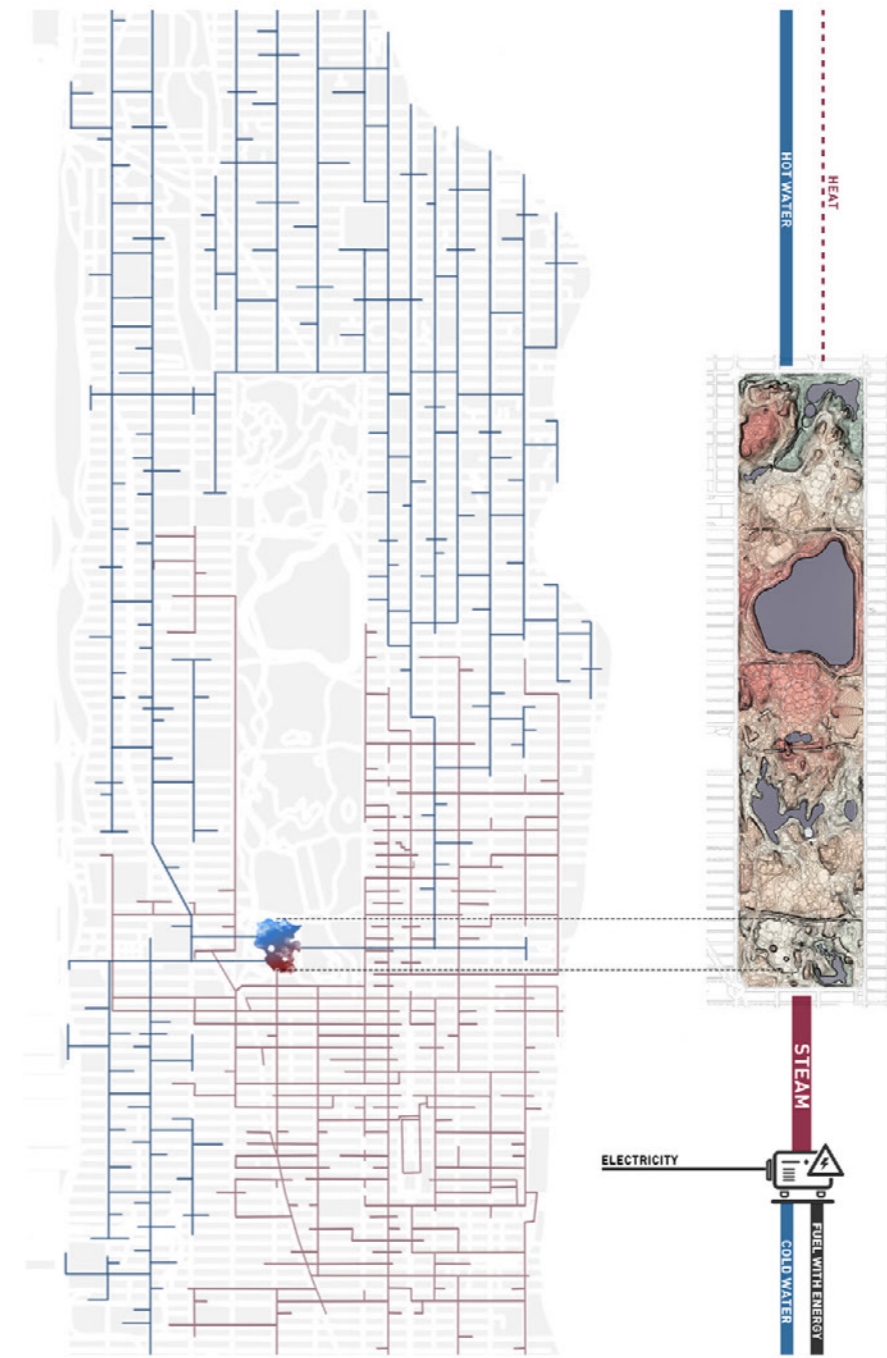 HEAT
HOT WATER
STEAM
ELECTRICITY
COLD WATER
FUEL WITH ENERGY